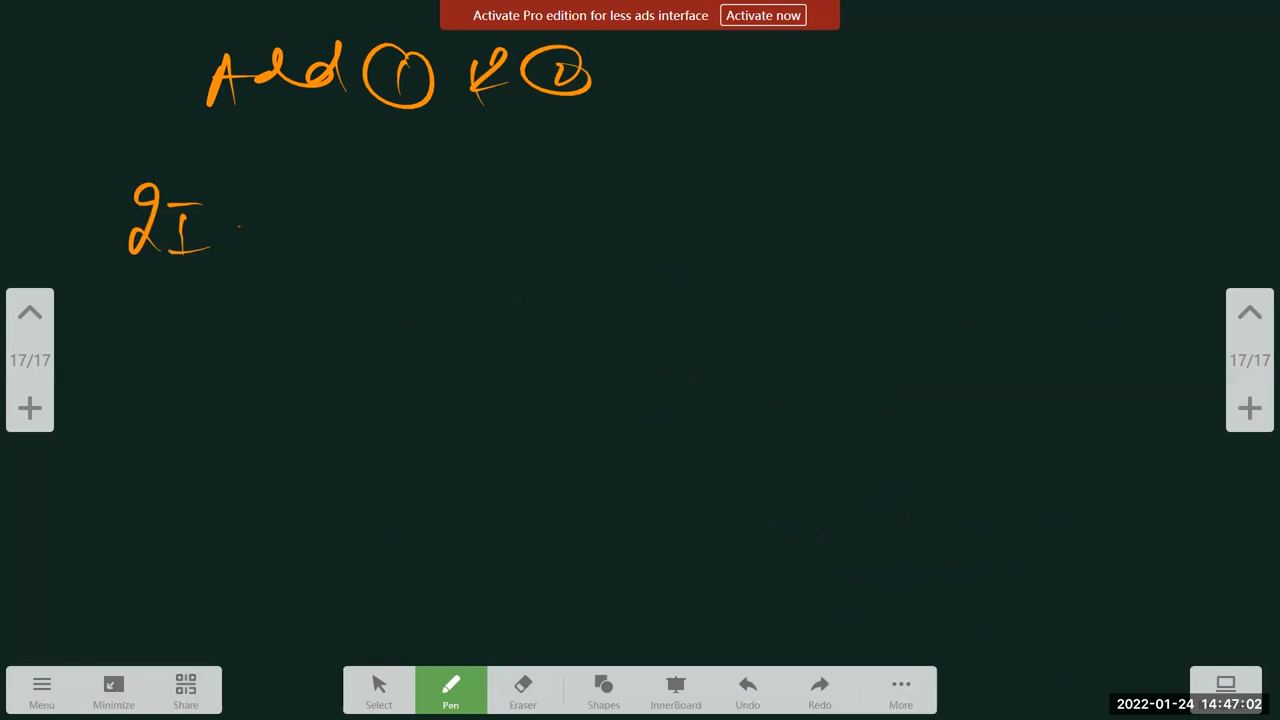 Activate Pro edition for less ads interface Activate now
Add ① & ②
2I
17/17 17/17
Menu Minimize Share Select Pen Eraser Shapes InnerBoard Undo Redo More
2022-01-24 14:47:02